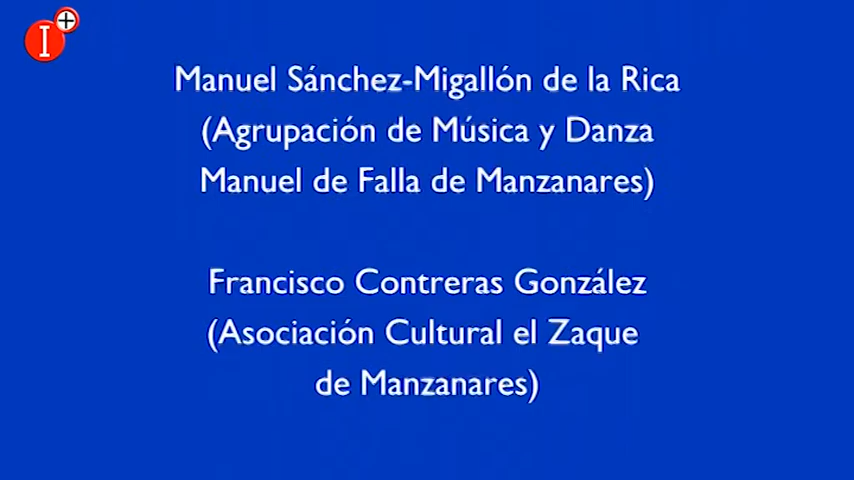 I+
Manuel Sánchez-Migallón de la Rica
(Agrupación de Música y Danza
Manuel de Falla de Manzanares)
Francisco Contreras González
(Asociación Cultural el Zaque
de Manzanares)